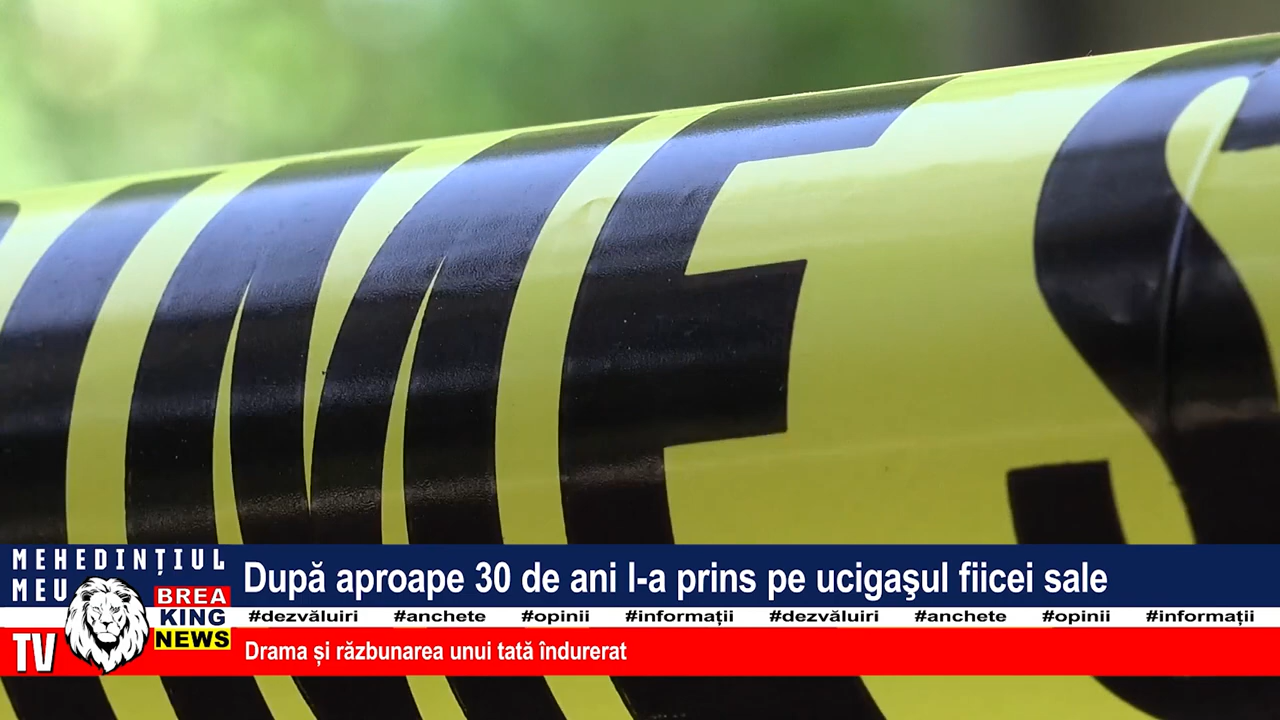 IMES
MEHEDINȚIUL
MEU
TV
BREA
KING
NEWS
După aproape 30 de ani l-a prins pe ucigaşul fiicei sale
#dezvăluiri #anchete #opinii #informații #dezvăluiri #anchete #opinii #informații
Drama și răzbunarea unui tată îndurerat